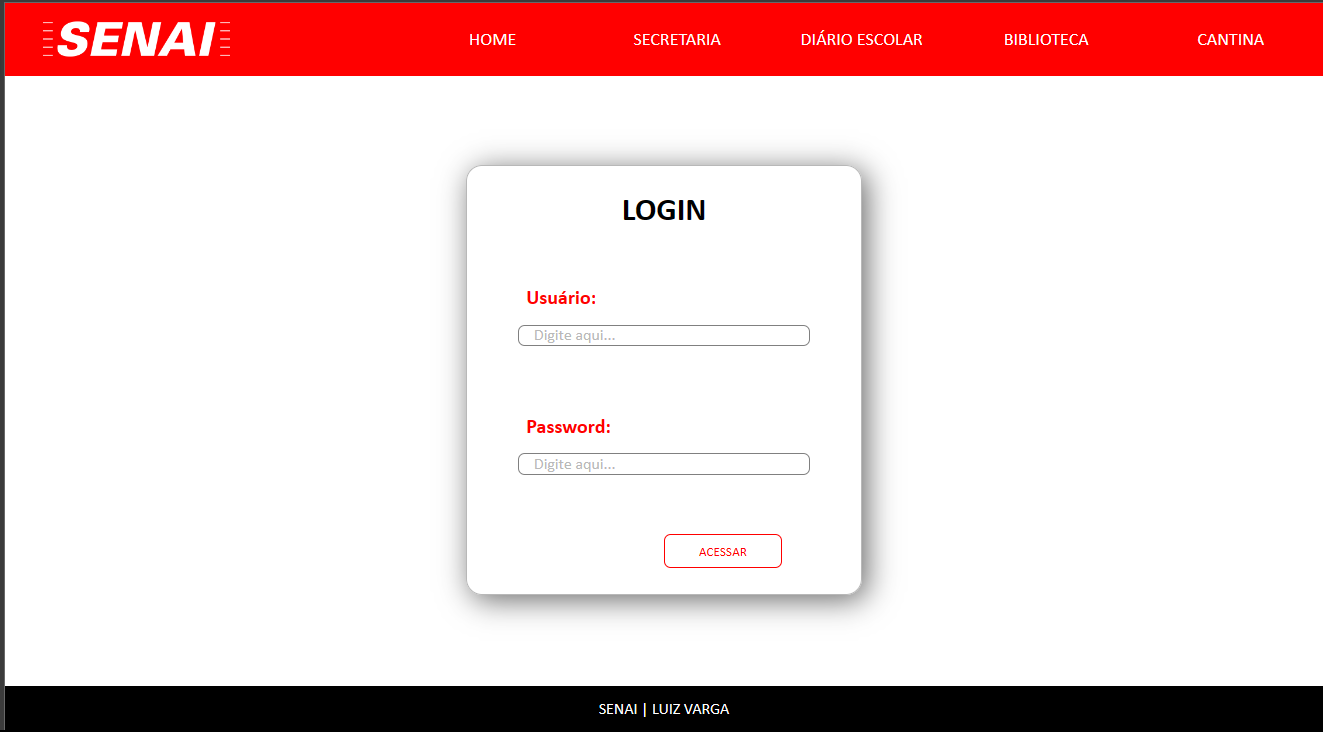 SENAI HOME SECRETARIA DIÁRIO ESCOLAR BIBLIOTECA CANTINA
LOGIN
Usuário:
Digite aqui...
Password:
Digite aqui...
ACESSAR
SENAI | LUIZ VARGA